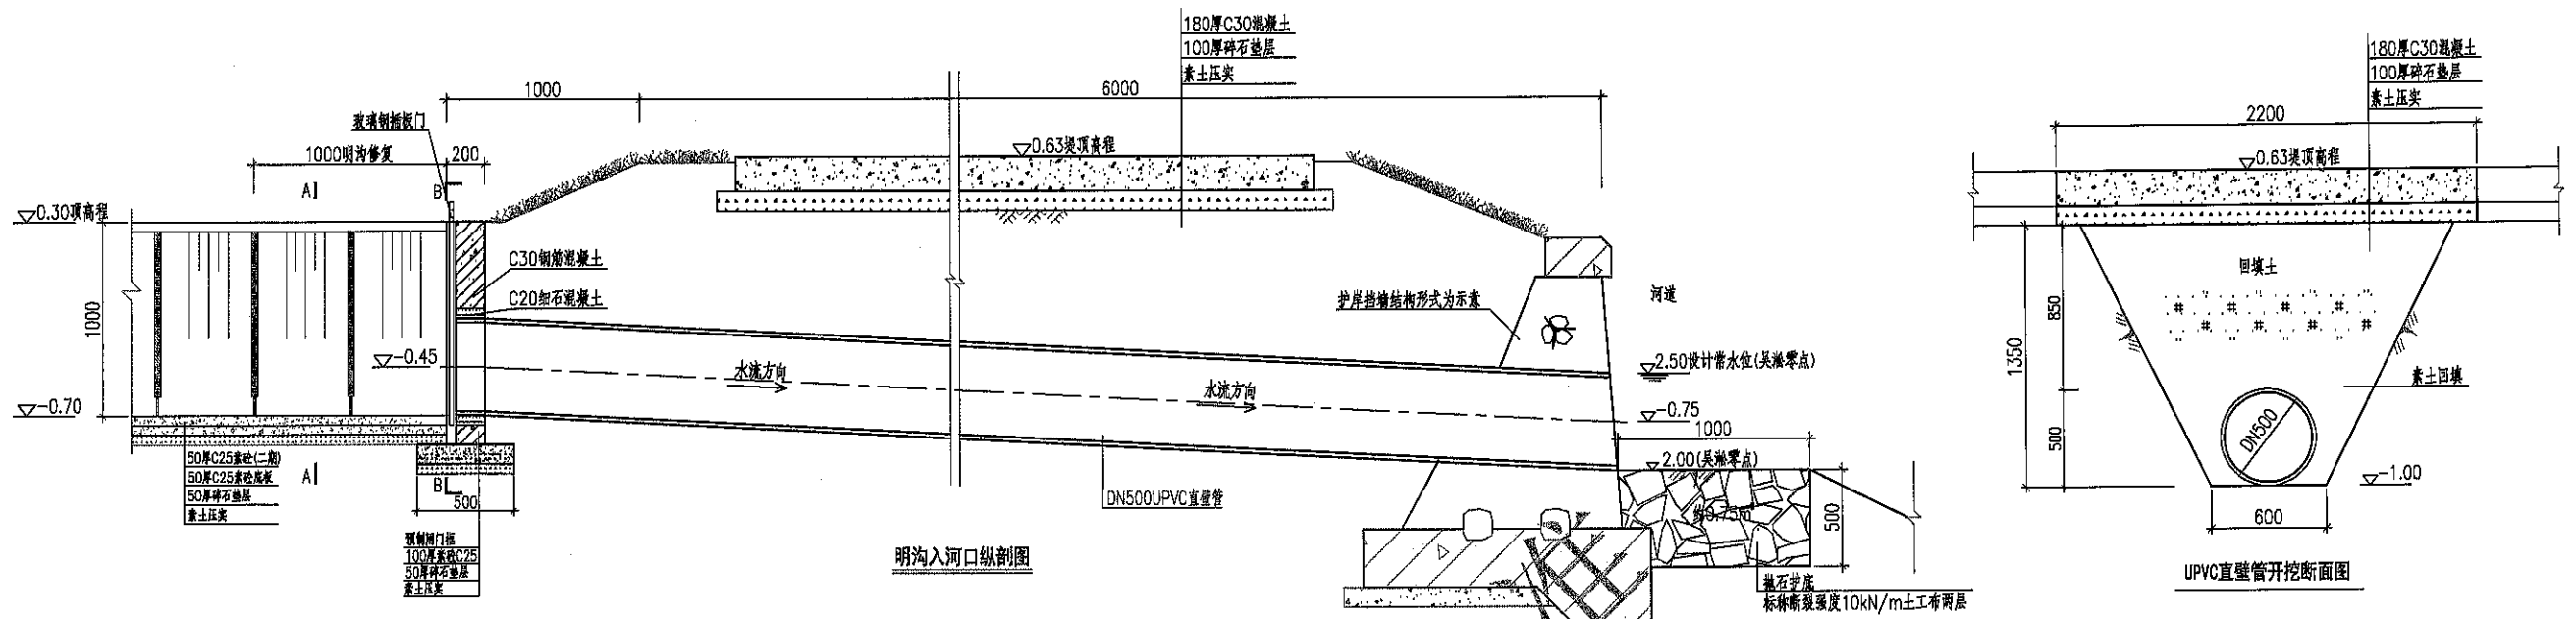 180厚C30混凝土
100厚碎石垫层
素土压实
1000
6000
玻璃钢插板门
1000明沟修复
200
A
B
0.63堤顶高程
0.30顶高程
C30钢筋混凝土
C20细石混凝土
护岸挡墙结构形式为示意
河道
1000
-0.45
水流方向
水流方向
2.50设计常水位(吴淞零点)
-0.70
-0.75
1000
50厚C25素砼(二期)
50厚C25素砼底板
50厚碎石垫层
素土压实
A
B
500
2.00(吴淞零点)
DN500UPVC直壁管
约0.75m
500
预制闸门框
100厚素砼C25
50厚碎石垫层
素土压实
明沟入河口纵剖图
抛石护底
标称断裂强度10kN/m土工布两层
180厚C30混凝土
100厚碎石垫层
素土压实
2200
0.63堤顶高程
回填土
850
1350
素土回填
500
DN500
-1.00
600
UPVC直壁管开挖断面图